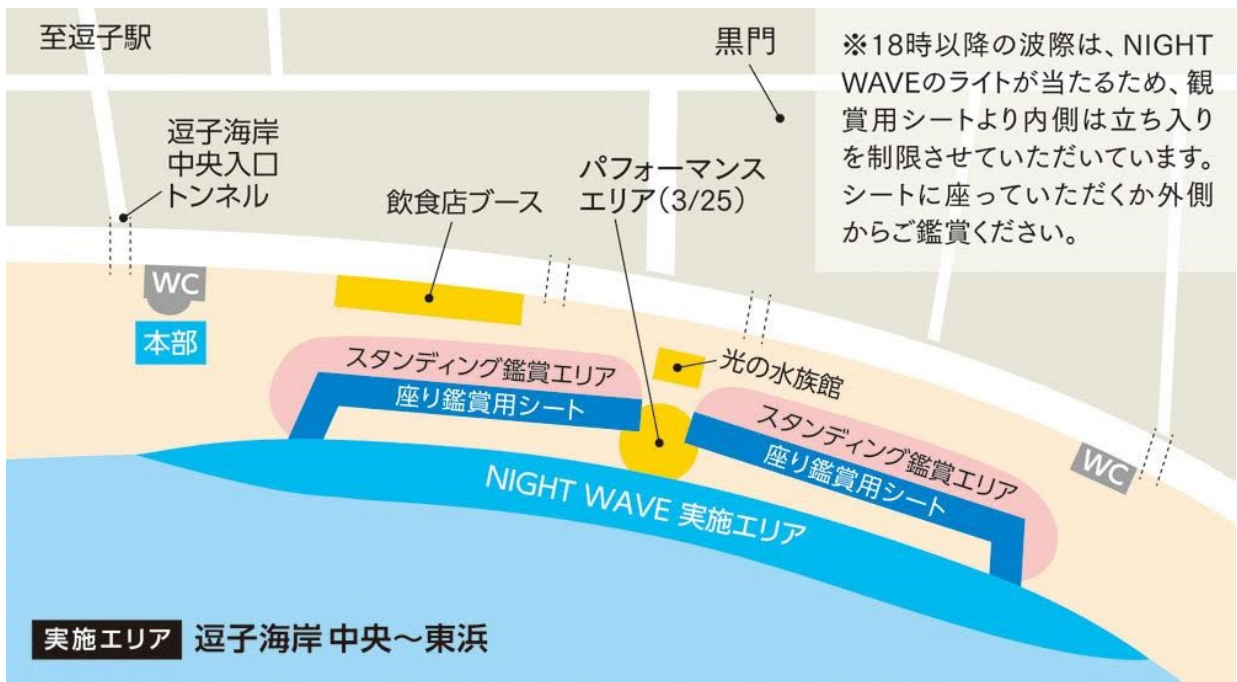 至逗子駅
黒門
※18時以降の波際は、NIGHT
WAVEのライトが当たるため、観
賞用シートより内側は立ち入り
を制限させていただいています。
シートに座っていただくか外側
からご鑑賞ください。
逗子海岸
中央入口
トンネル
飲食店ブース
パフォーマンス
エリア(3/25)
WC
本部
スタンディング鑑賞エリア
座り鑑賞用シート
光の水族館
スタンディング鑑賞エリア
座り鑑賞用シート
WC
NIGHT WAVE 実施エリア
実施エリア 逗子海岸 中央~東浜